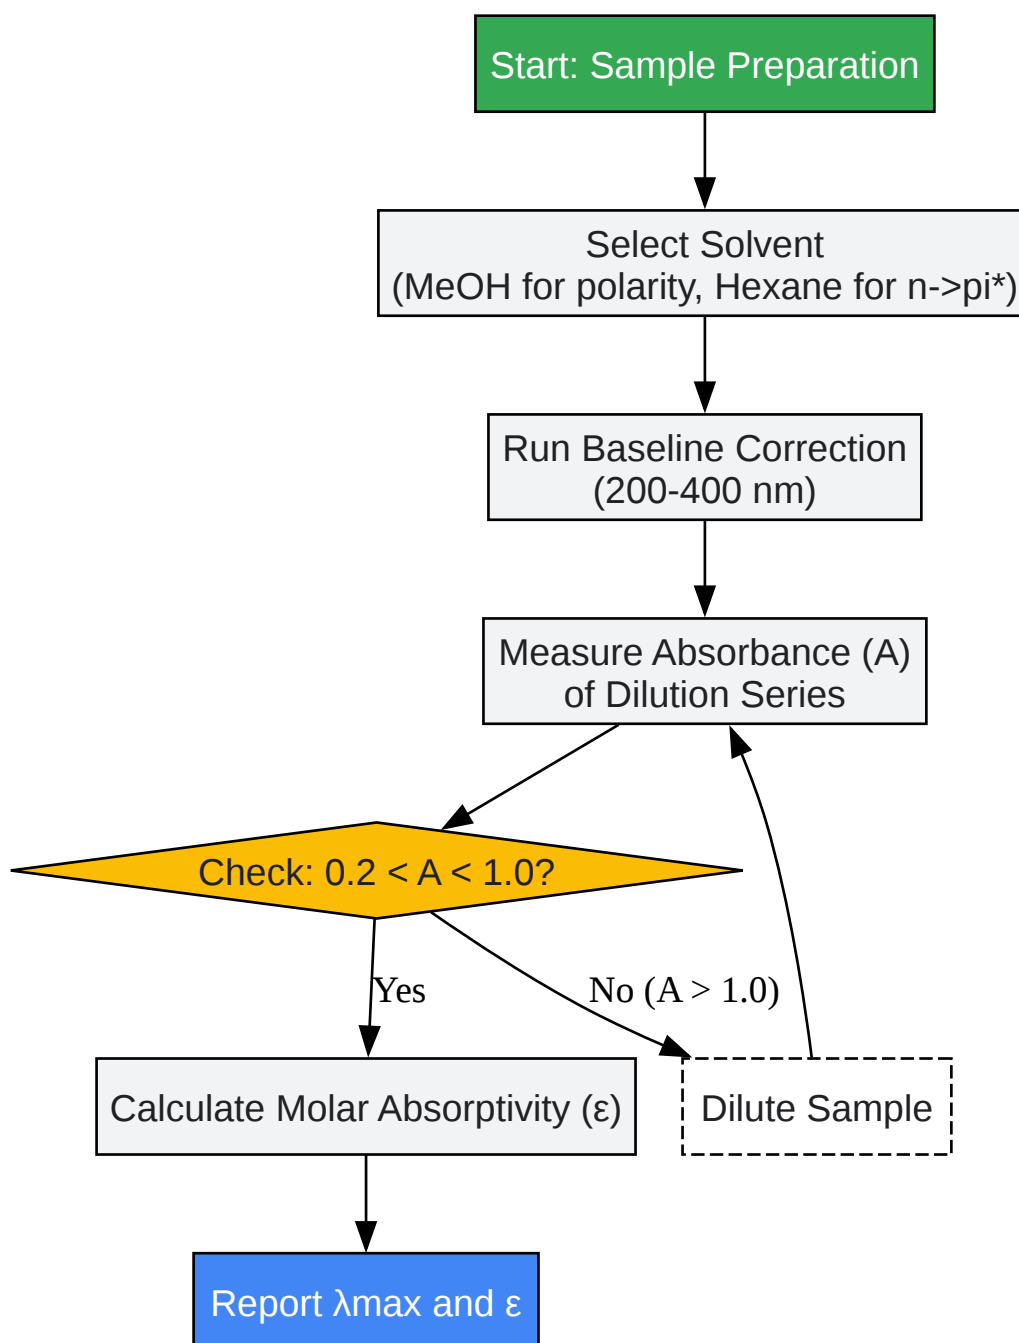 Start: Sample Preparation
Select Solvent
(MeOH for polarity, Hexane for n->pi*)
Run Baseline Correction
(200-400 nm)
Measure Absorbance (A)
of Dilution Series
Check: 0.2 < A < 1.0?
Yes
No (A > 1.0)
Calculate Molar Absorptivity (ε)
Dilute Sample
Report λmax and ε